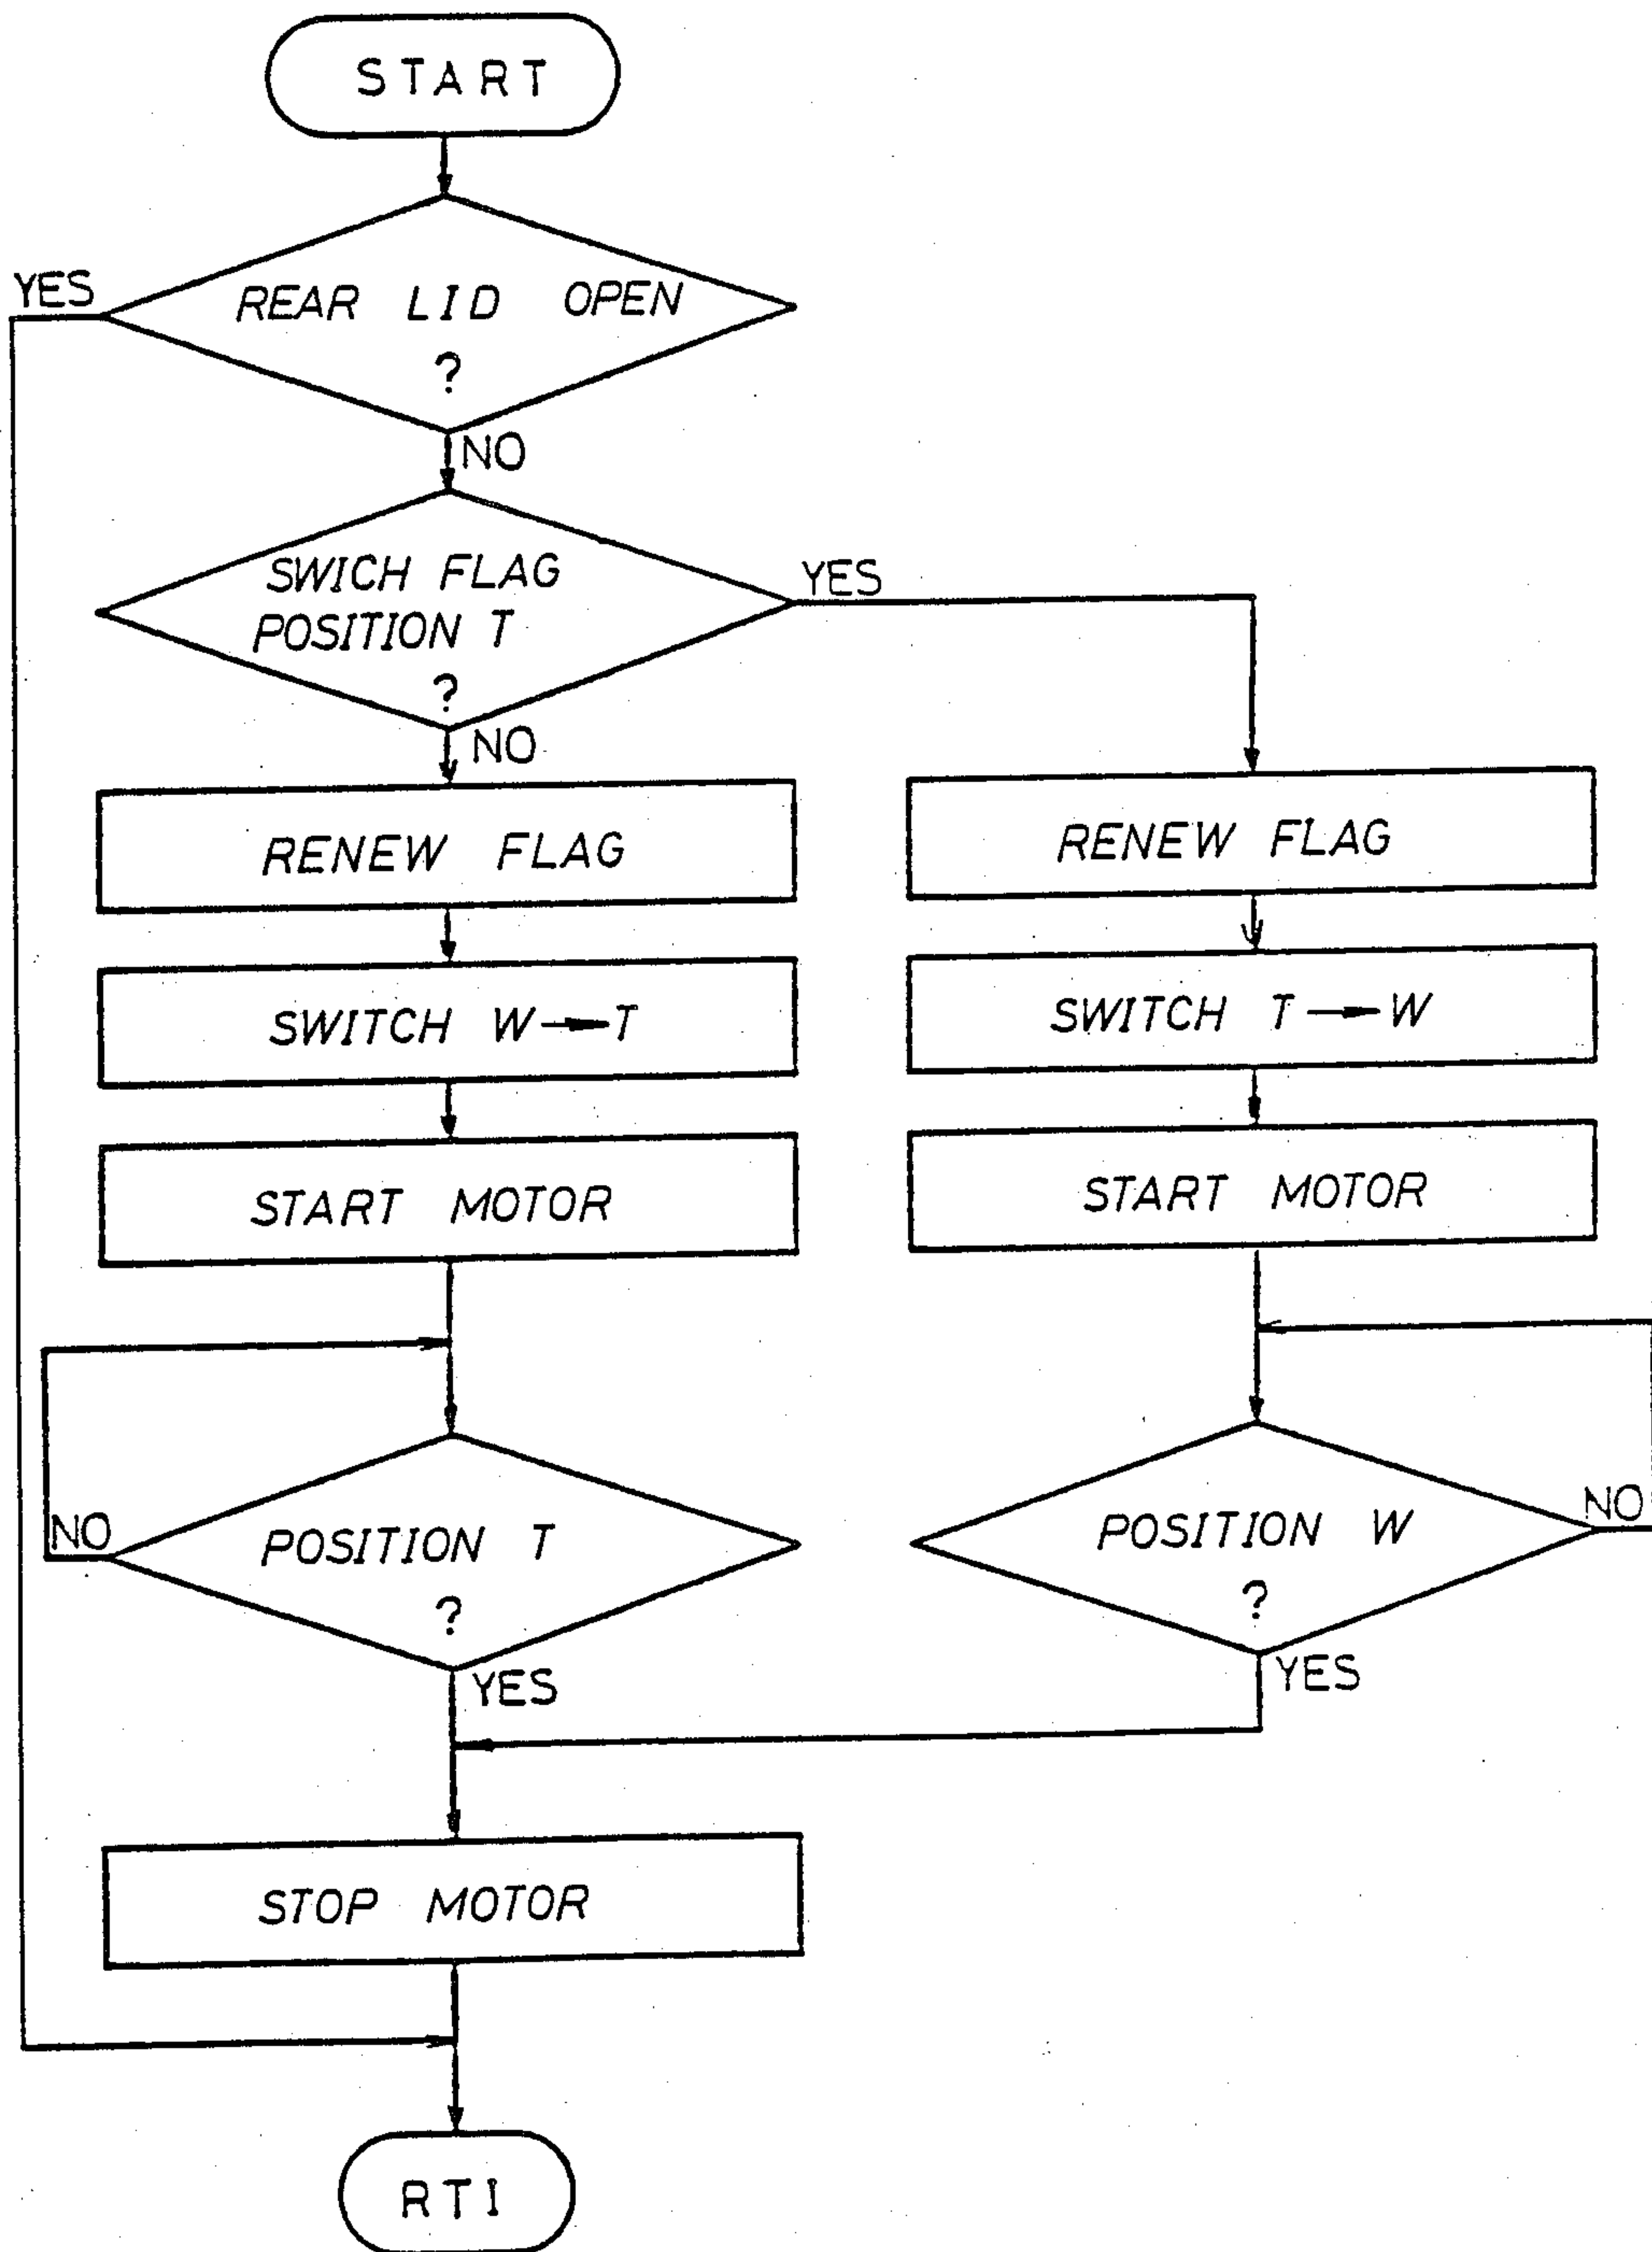 START
YES
REAR LID OPEN
?
NO
SWICH FLAG
POSITION T
?
YES
NO
RENEW FLAG
RENEW FLAG
SWITCH W→T
SWITCH T→W
START MOTOR
START MOTOR
NO
POSITION T
?
YES
POSITION W
?
NO
YES
STOP MOTOR
RTI